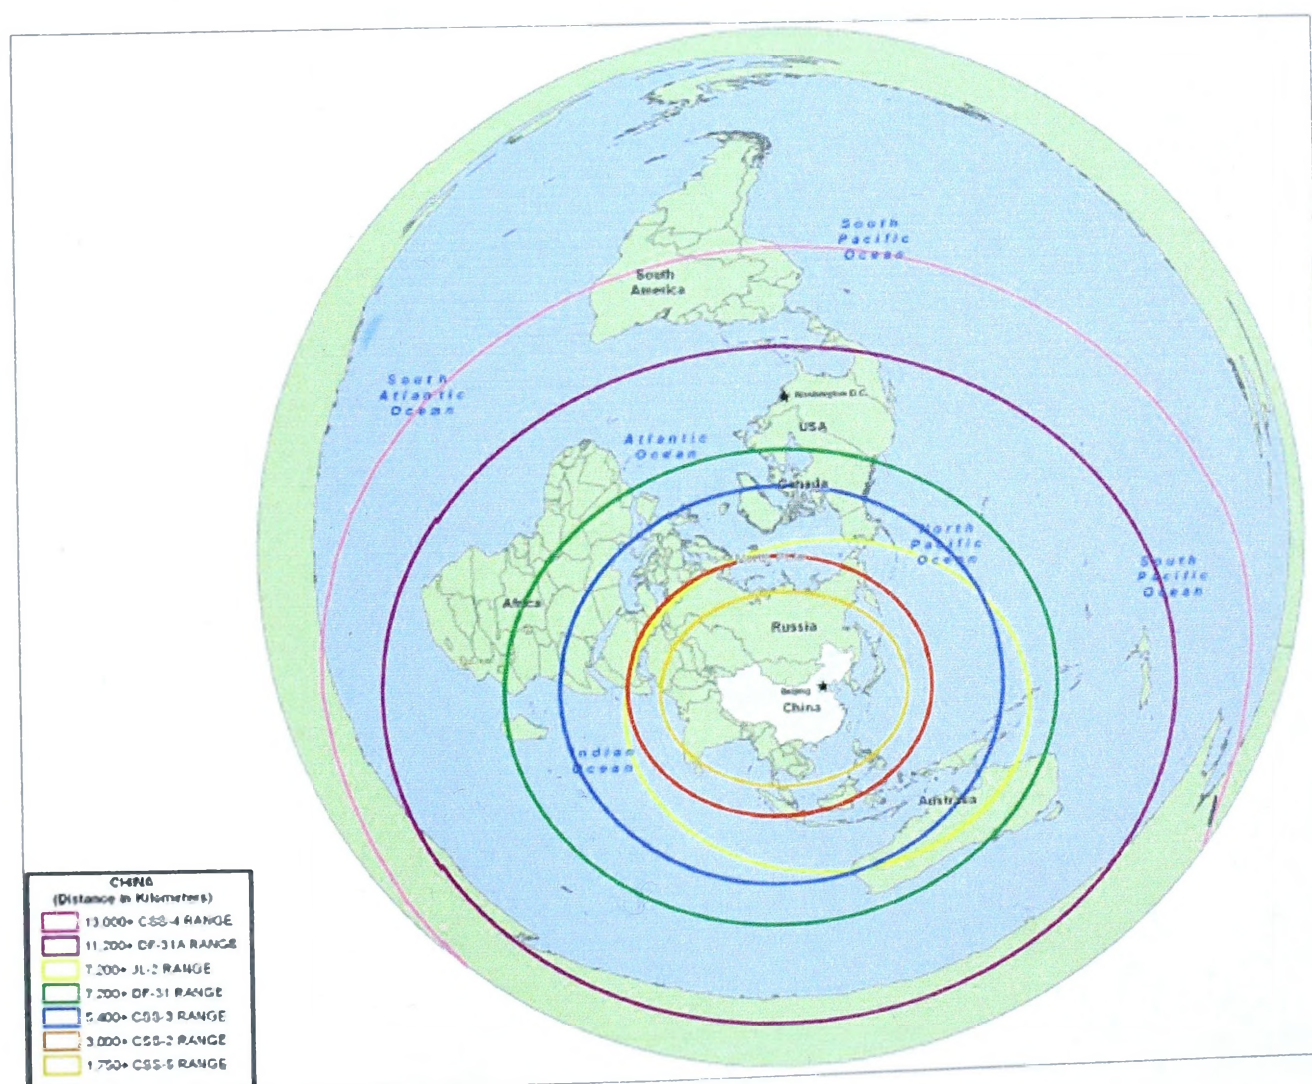 South
Pacific
Ocean
South
America
South
Atlantic
Ocean
Washington D.C.
USA
Atlantic
Ocean
Canada
North
Pacific
Ocean
South
Pacific
Ocean
Africa
Russia
Beijing
China
Indian
Ocean
Australia
CHINA
(Distance in Kilometers)
13,000+ CSS-4 RANGE
11,200+ DF-31A RANGE
7,200+ JL-2 RANGE
7,200+ DF-31 RANGE
5,400+ CSS-3 RANGE
3,000+ CSS-2 RANGE
1,750+ CSS-5 RANGE